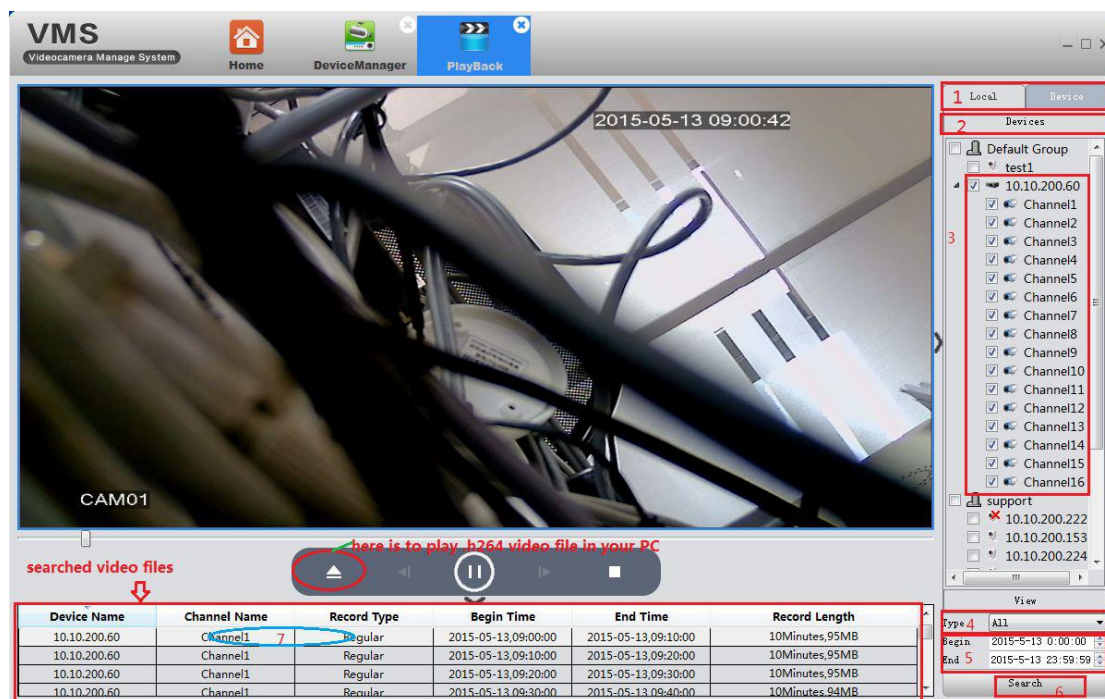 VMS
Videocamera Manage System
Home
DeviceManager
PlayBack
1 Local
Device
2 Devices
2015-05-13 09:00:42
CAM01
Default Group
test1
10.10.200.60
Channel1
Channel2
3 Channel3
Channel4
Channel5
Channel6
Channel7
Channel8
Channel9
Channel10
Channel11
Channel12
Channel13
Channel14
Channel15
Channel16
support
10.10.200.222
10.10.200.153
10.10.200.224
here is to play .h264 video file in your PC
searched video files
Device Name Channel Name Record Type Begin Time End Time Record Length
10.10.200.60 Channel1 7 Regular 2015-05-13,09:00:00 2015-05-13,09:10:00 10Minutes,95MB
10.10.200.60 Channel1 Regular 2015-05-13,09:10:00 2015-05-13,09:20:00 10Minutes,95MB
10.10.200.60 Channel1 Regular 2015-05-13,09:20:00 2015-05-13,09:30:00 10Minutes,95MB
10.10.200.60 Channel1 Regular 2015-05-13,09:30:00 2015-05-13,09:40:00 10Minutes,94MB
View
Type 4 All
Begin 2015-5-13 0:00:00
End 5 2015-5-13 23:59:59
Search 6